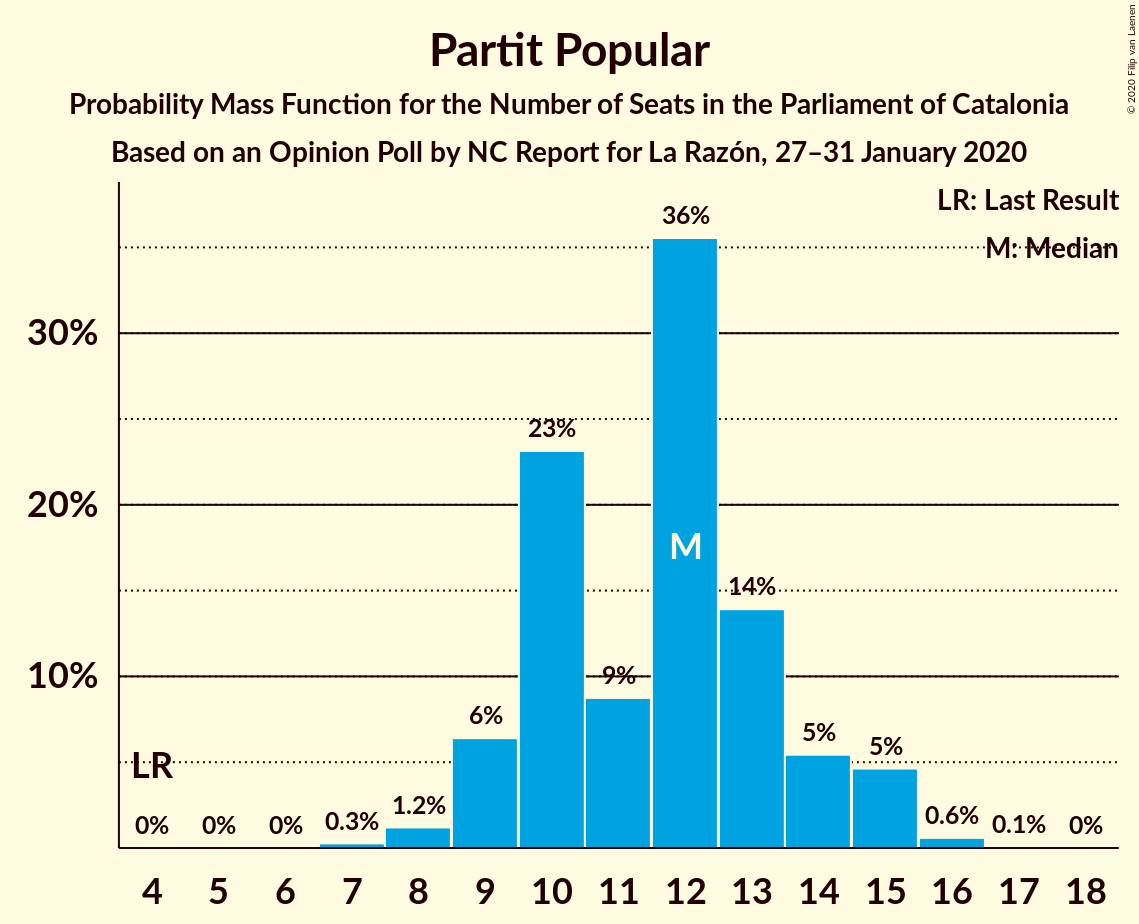 Partit Popular
Probability Mass Function for the Number of Seats in the Parliament of Catalonia
Based on an Opinion Poll by NC Report for La Razón, 27–31 January 2020
© 2020 Filip van Laenen
LR: Last Result
M: Median
36%
30%
23%
20%
M
14%
10%
9%
6%
5%
5%
LR
1.2%
0.6%
0% 0% 0% 0.3% 0.1% 0%
4 5 6 7 8 9 10 11 12 13 14 15 16 17 18